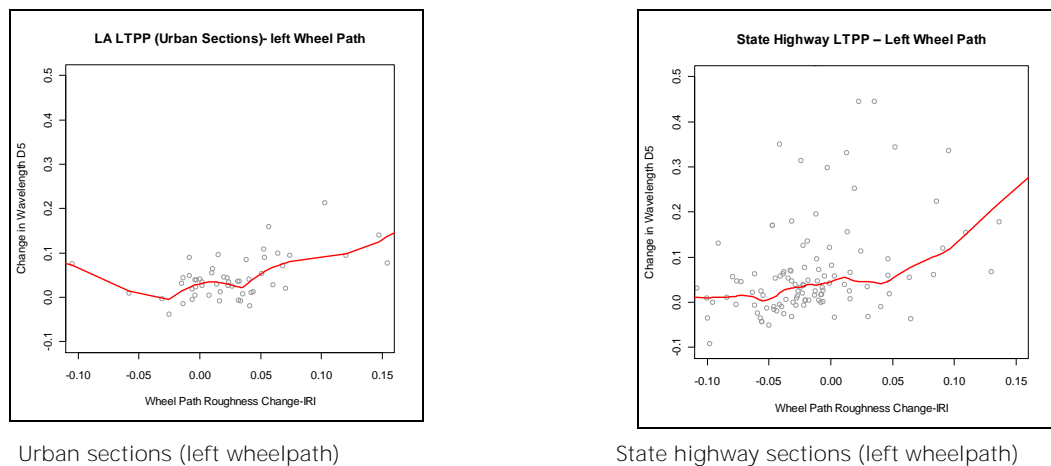 LA LTPP (Urban Sections)- left Wheel Path
0.5
0.4
0.3
0.2
0.1
0.0
-0.1
Change in Wavelength D5
-0.10 -0.05 0.00 0.05 0.10 0.15
Wheel Path Roughness Change-IRI
Urban sections (left wheelpath)
State Highway LTPP – Left Wheel Path
0.5
0.4
0.3
0.2
0.1
0.0
-0.1
Change in Wavelength D5
-0.10 -0.05 0.00 0.05 0.10 0.15
Wheel Path Roughness Change-IRI
State highway sections (left wheelpath)